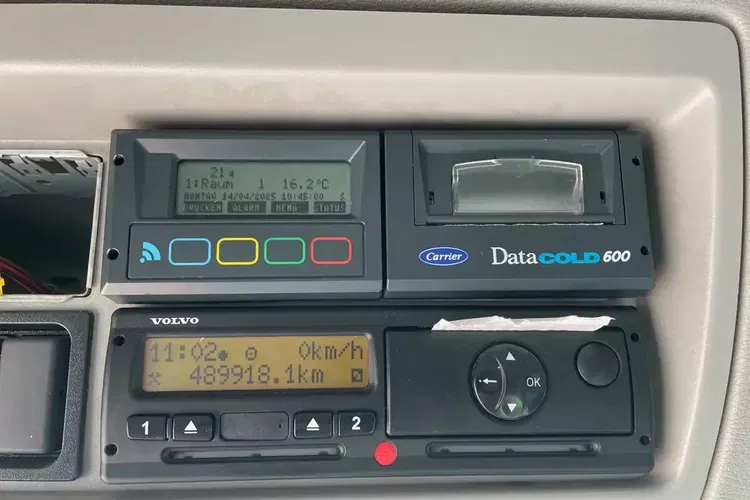 21
1:Raum 1 16.2°C
MONTAG 14/04/2025 10:45:00 S
DRUCKEN ALARM MENU STATUS
Carrier
DataCOLD 600
VOLVO
11:02 0km/h
489918.1km
1
2
OK